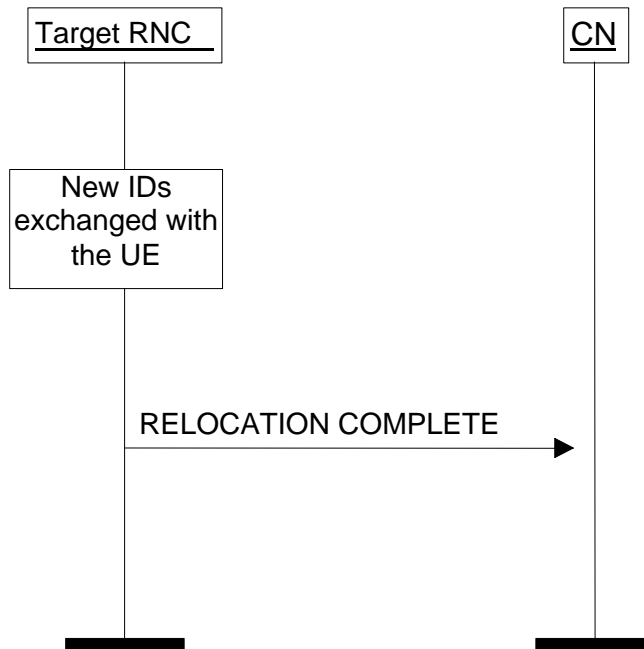 Target RNC
CN
New IDs
exchanged with
the UE
RELOCATION COMPLETE